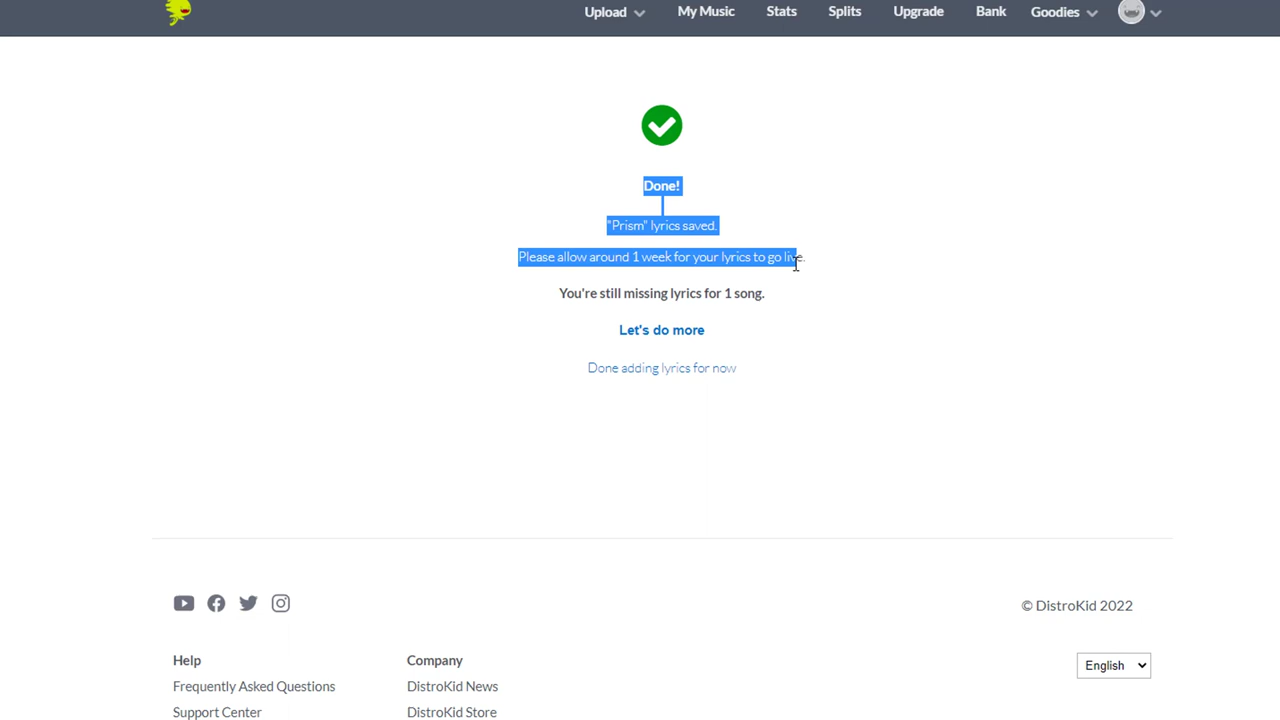 Upload My Music Stats Splits Upgrade Bank Goodies
Done!
"Prism" lyrics saved.
Please allow around 1 week for your lyrics to go live.
You're still missing lyrics for 1 song.
Let's do more
Done adding lyrics for now
© DistroKid 2022
Help Company
English
Frequently Asked Questions DistroKid News
Support Center DistroKid Store